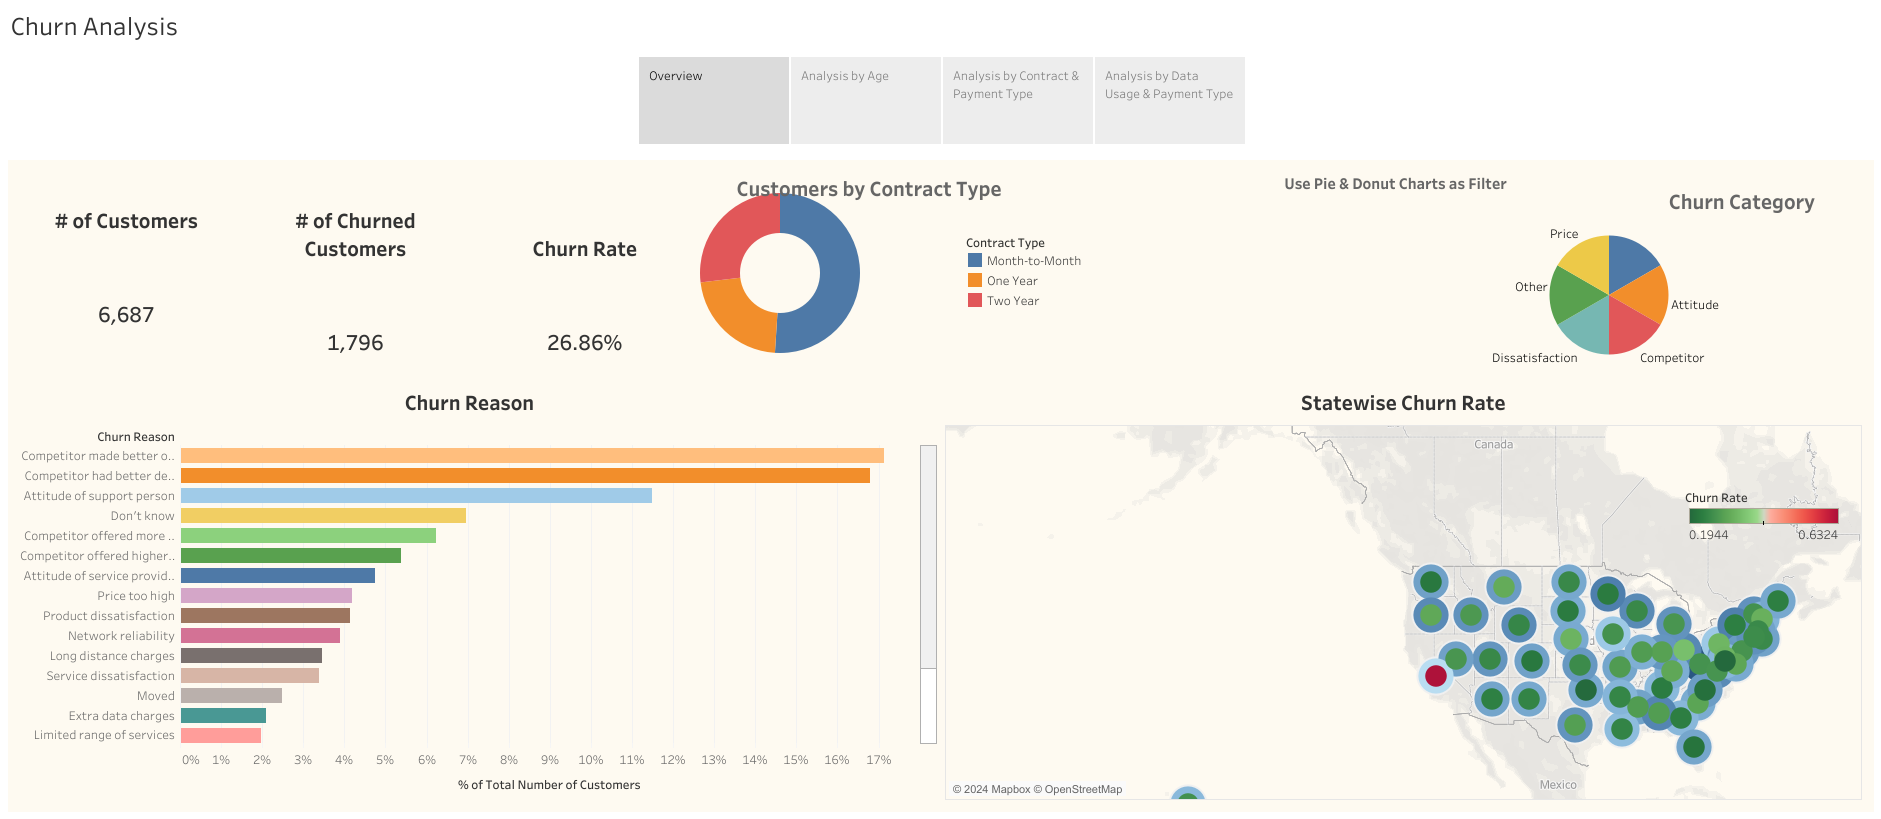 Churn Analysis
Overview
Analysis by Age
Analysis by Contract &
Payment Type
Analysis by Data
Usage & Payment Type
# of Customers
6,687
# of Churned
Customers
1,796
Churn Rate
26.86%
Customers by Contract Type
Contract Type
Month-to-Month
One Year
Two Year
Use Pie & Donut Charts as Filter
Churn Category
Price
Other
Attitude
Dissatisfaction
Competitor
Churn Reason
Churn Reason
Competitor made better o..
Competitor had better de..
Attitude of support person
Don't know
Competitor offered more ..
Competitor offered higher..
Attitude of service provid..
Price too high
Product dissatisfaction
Network reliability
Long distance charges
Service dissatisfaction
Moved
Extra data charges
Limited range of services
0% 1% 2% 3% 4% 5% 6% 7% 8% 9% 10% 11% 12% 13% 14% 15% 16% 17%
% of Total Number of Customers
Statewise Churn Rate
Canada
Churn Rate
0.1944 0.6324
Mexico
© 2024 Mapbox © OpenStreetMap